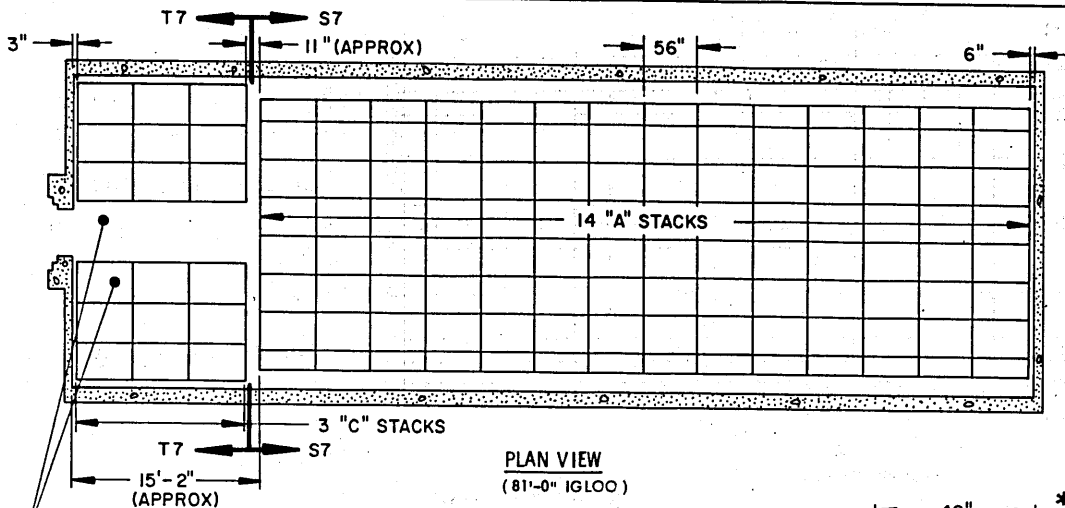 T7 S7
3" 11" (APPROX) 56" 6"
14 "A" STACKS
3 "C" STACKS
T7 S7
15'-2"
(APPROX)
PLAN VIEW
(81'-0" IGLOO)
*